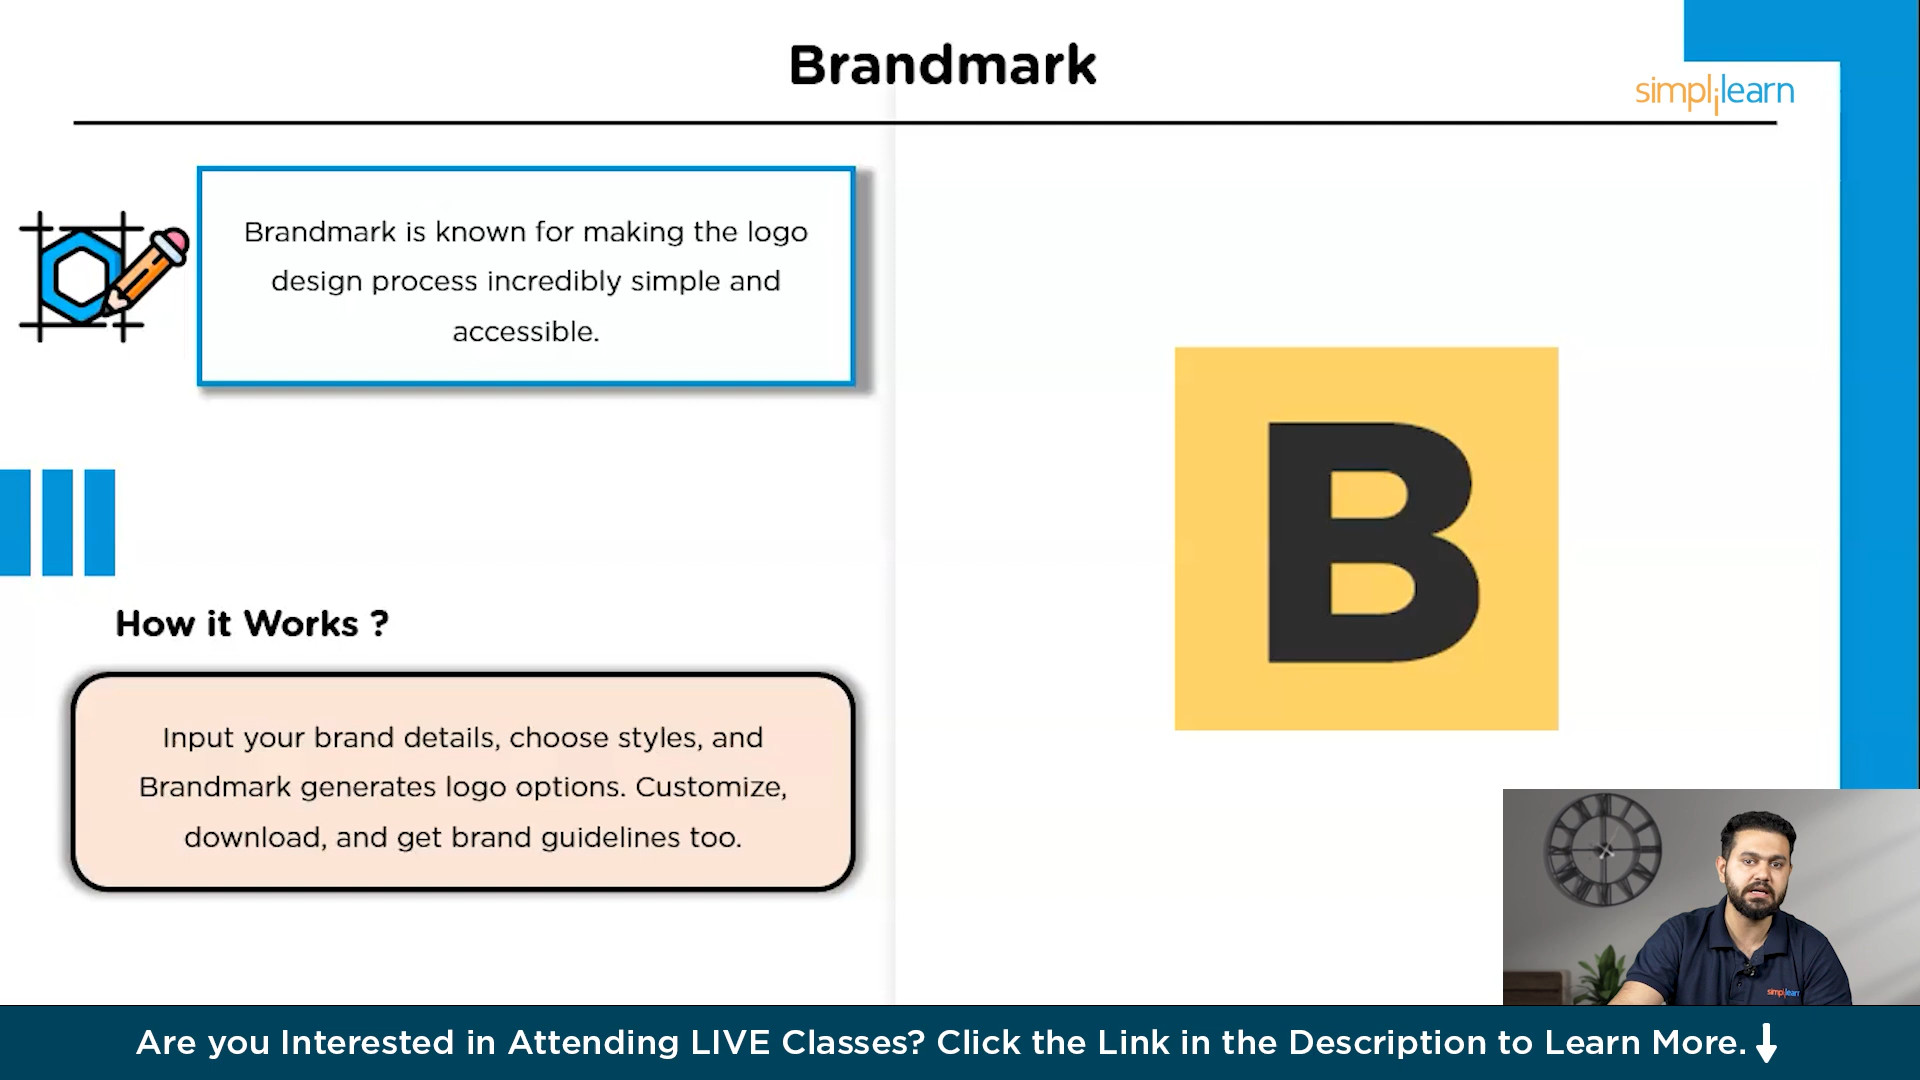 Brandmark
simplilearn
Brandmark is known for making the logo
design process incredibly simple and
accessible.
B
How it Works ?
Input your brand details, choose styles, and
Brandmark generates logo options. Customize,
download, and get brand guidelines too.
simplilearn
Are you Interested in Attending LIVE Classes? Click the Link in the Description to Learn More.